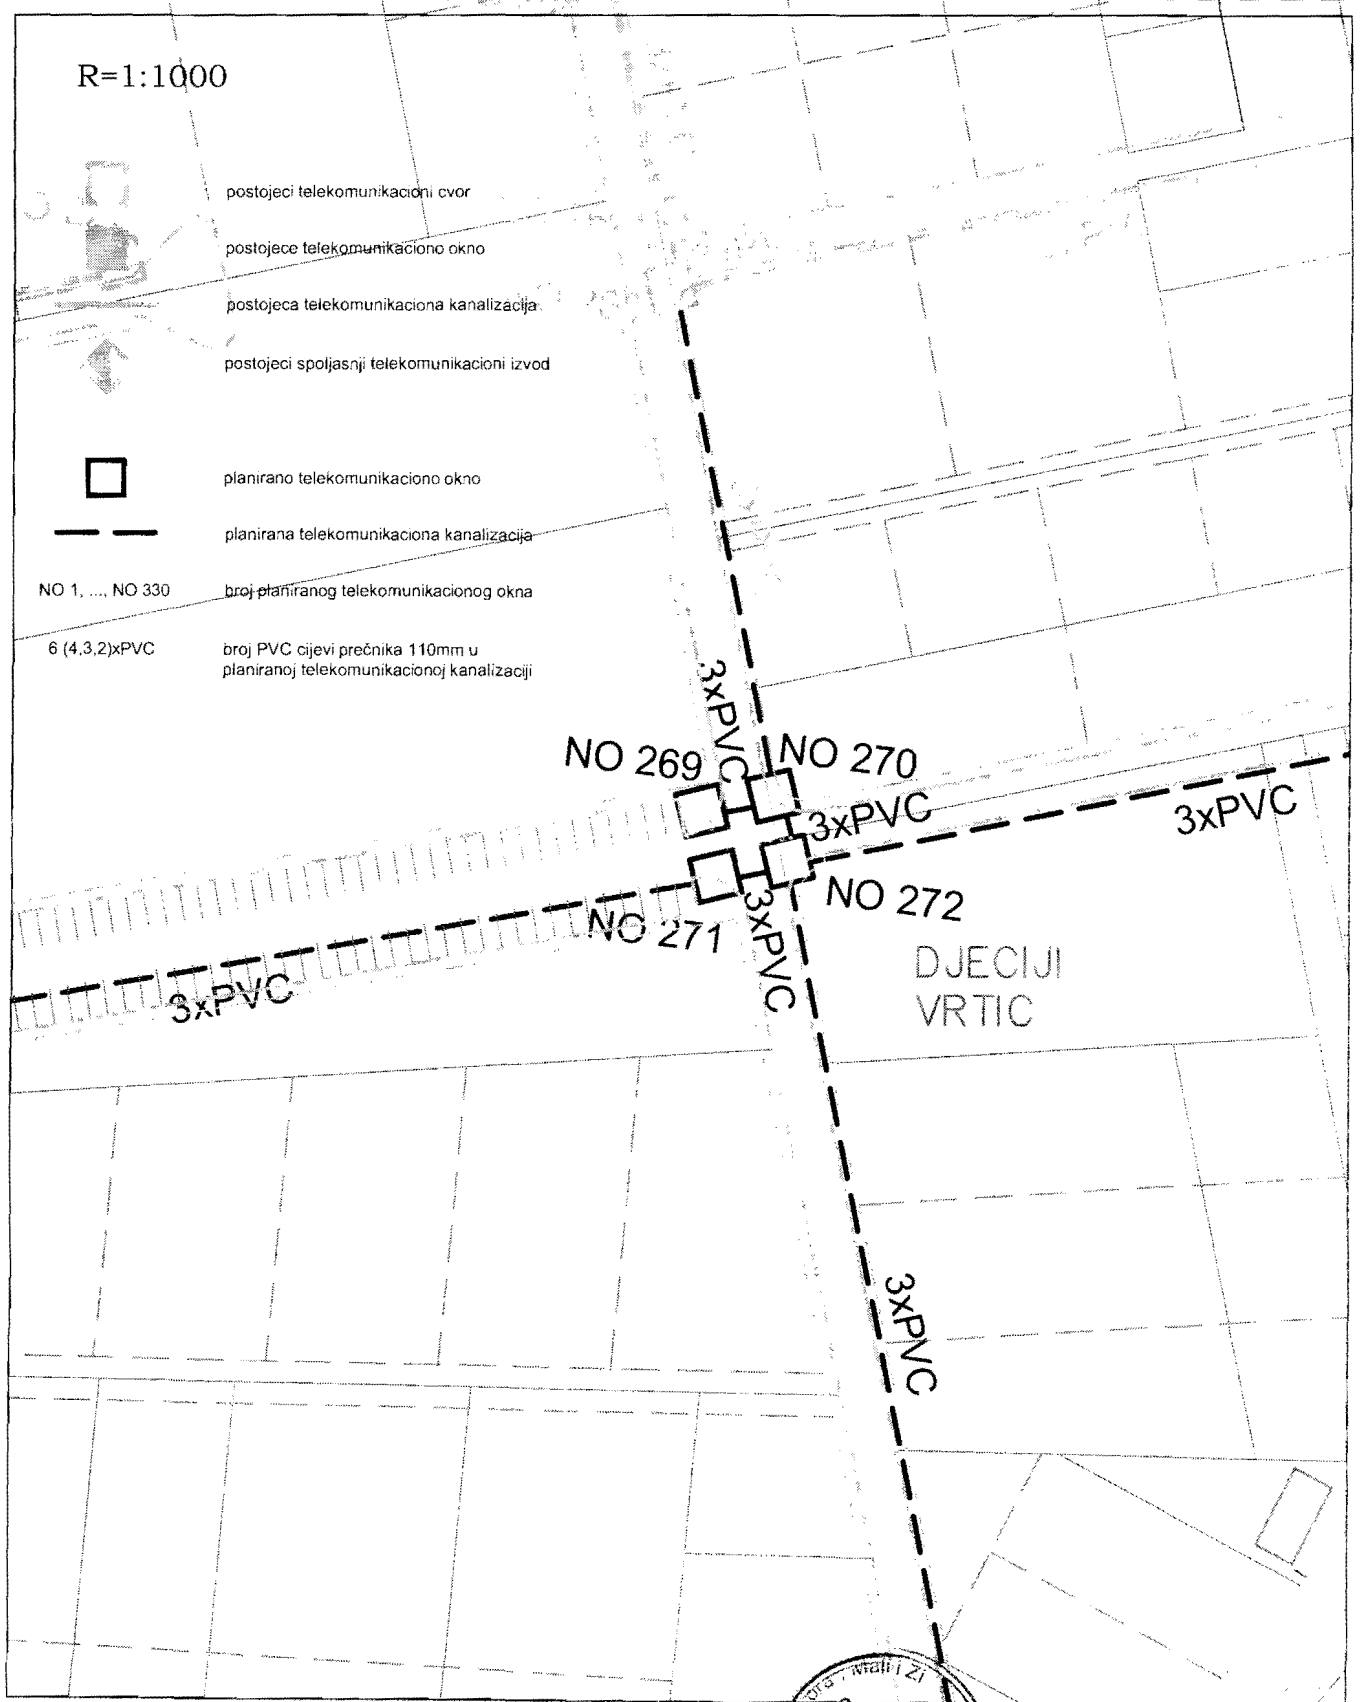 R=1:1000
postojeci telekomunikacioni cvor
postojece telekomunikaciono okno
postojeca telekomunikaciona kanalizacija
postojeci spoljasnji telekomunikacioni izvod
planirano telekomunikaciono okno
planirana telekomunikaciona kanalizacija
NO 1, ..., NO 330 broj planiranog telekomunikacionog okna
6 (4,3,2)xPVC broj PVC cijevi prečnika 110mm u
planiranoj telekomunikacionoj kanalizaciji
3xPVC
NO 269
NO 270
3xPVC
3xPVC
NO 271
3xPVC
NO 272
DJECIJI
VRTIC
3xPVC
3xPVC
Mali i